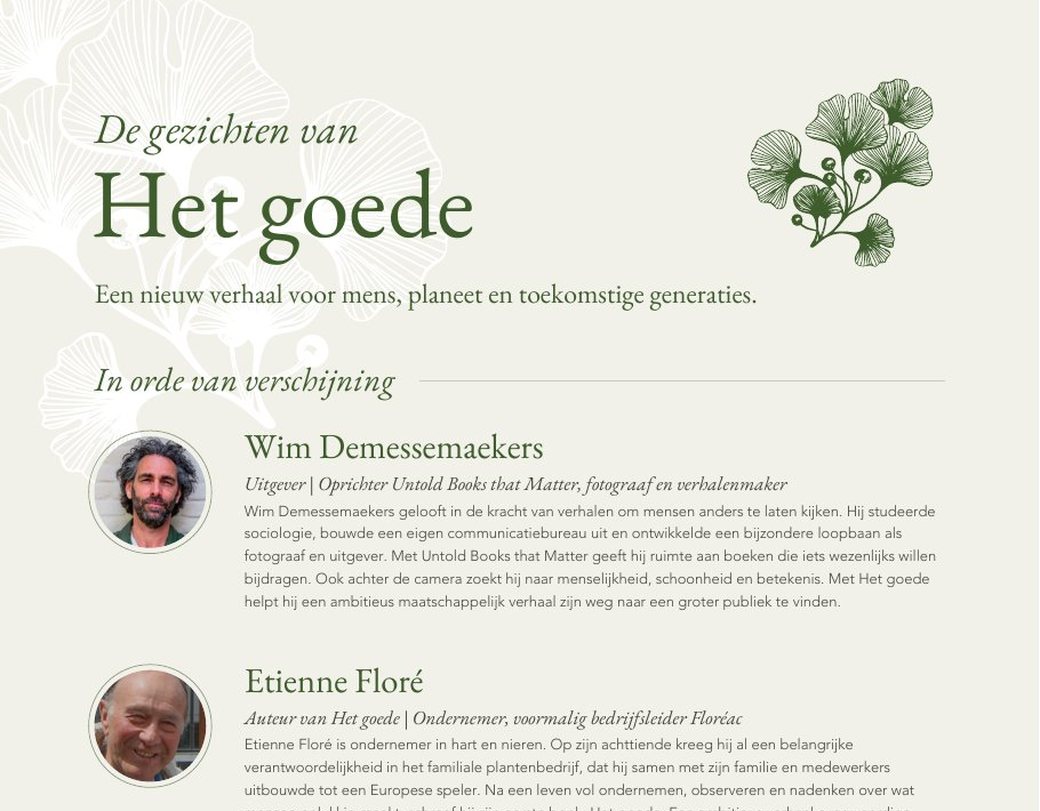 De gezichten van
Het goede
Een nieuw verhaal voor mens, planeet en toekomstige generaties.
In orde van verschijning
Wim Demessemaekers
Uitgever | Oprichter Untold Books that Matter, fotograaf en verhalenmaker
Wim Demessemaekers gelooft in de kracht van verhalen om mensen anders te laten kijken. Hij studeerde
sociologie, bouwde een eigen communicatiebureau uit en ontwikkelde een bijzondere loopbaan als
fotograaf en uitgever. Met Untold Books that Matter geeft hij ruimte aan boeken die iets wezenlijks willen
bijdragen. Ook achter de camera zoekt hij naar menselijkheid, schoonheid en betekenis. Met Het goede
helpt hij een ambitieus maatschappelijk verhaal zijn weg naar een groter publiek te vinden.
Etienne Floré
Auteur van Het goede | Ondernemer, voormalig bedrijfsleider Floréac
Etienne Floré is ondernemer in hart en nieren. Op zijn achttiende kreeg hij al een belangrijke
verantwoordelijkheid in het familiale plantenbedrijf, dat hij samen met zijn familie en medewerkers
uitbouwde tot een Europese speler. Na een leven vol ondernemen, observeren en nadenken over wat